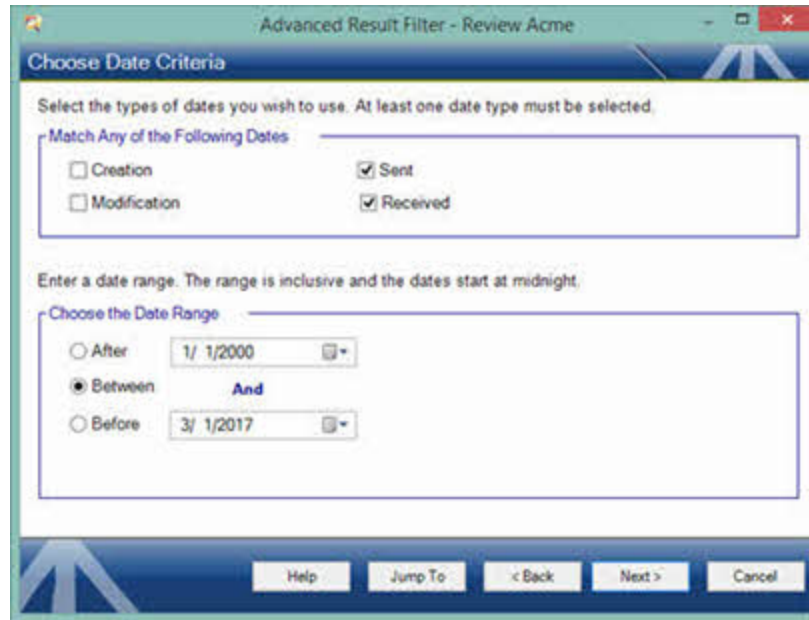 Advanced Result Filter - Review Acme
Choose Date Criteria
Select the types of dates you wish to use. At least one date type must be selected.
Match Any of the Following Dates
Creation Sent
Modification Received
Enter a date range. The range is inclusive and the dates start at midnight.
Choose the Date Range
After 1/ 1/2000
Between And
Before 3/ 1/2017
Help Jump To < Back Next > Cancel